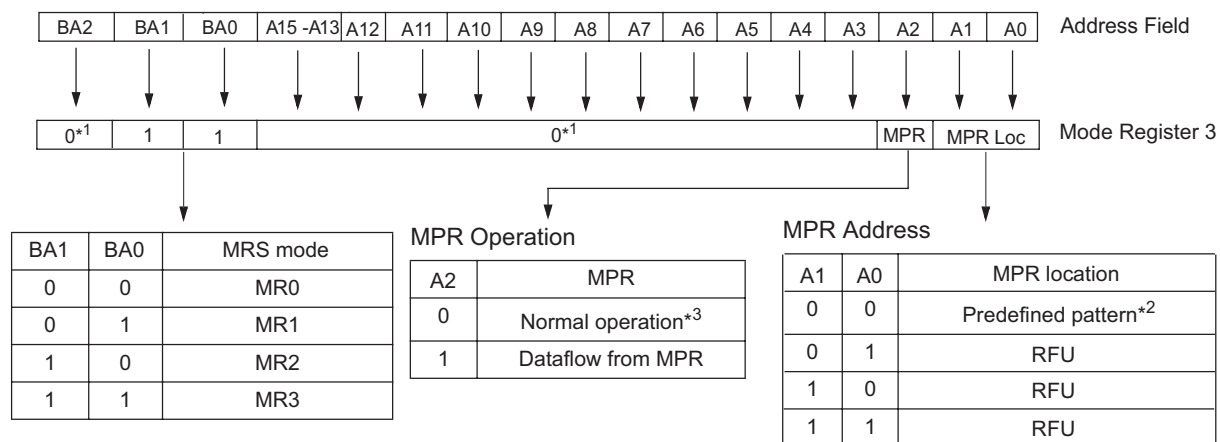 BA2 BA1 BA0 A15 -A13 A12 A11 A10 A9 A8 A7 A6 A5 A4 A3 A2 A1 A0 Address Field
0*1 1 1 0*1 MPR MPR Loc Mode Register 3
BA1 BA0 MRS mode
0 0 MR0
0 1 MR1
1 0 MR2
1 1 MR3
MPR Operation
A2 MPR
0 Normal operation*3
1 Dataflow from MPR
MPR Address
A1 A0 MPR location
0 0 Predefined pattern*2
0 1 RFU
1 0 RFU
1 1 RFU